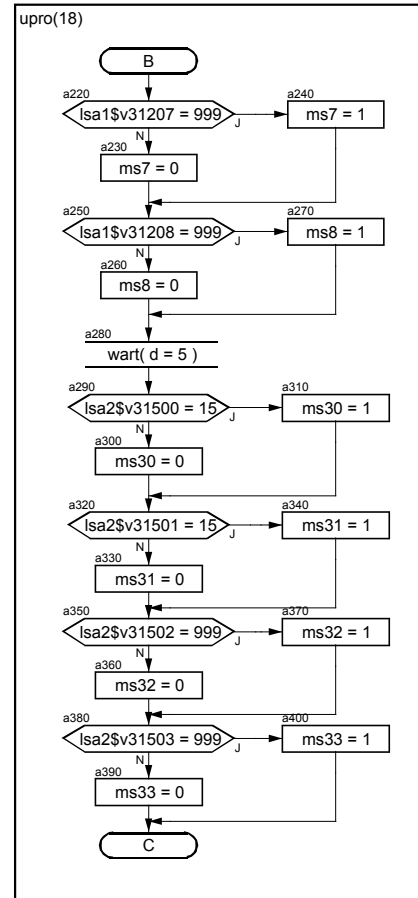 upro(18)
B
a220
lsa1$v31207 = 999
J
a240
ms7 = 1
N
a230
ms7 = 0
a250
lsa1$v31208 = 999
J
a270
ms8 = 1
N
a260
ms8 = 0
a280
wart( d = 5 )
a290
lsa2$v31500 = 15
J
a310
ms30 = 1
N
a300
ms30 = 0
a320
lsa2$v31501 = 15
J
a340
ms31 = 1
N
a330
ms31 = 0
a350
lsa2$v31502 = 999
J
a370
ms32 = 1
N
a360
ms32 = 0
a380
lsa2$v31503 = 999
J
a400
ms33 = 1
N
a390
ms33 = 0
C